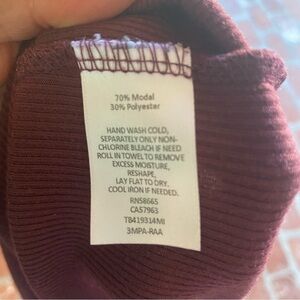 70% Modal
30% Polyester
HAND WASH COLD,
SEPARATELY ONLY NON-
CHLORINE BLEACH IF NEED
ROLL IN TOWEL TO REMOVE
EXCESS MOISTURE,
RESHAPE,
LAY FLAT TO DRY.
COOL IRON IF NEEDED.
RN58665
CA57963
TB419314MI
3MPA-RAA